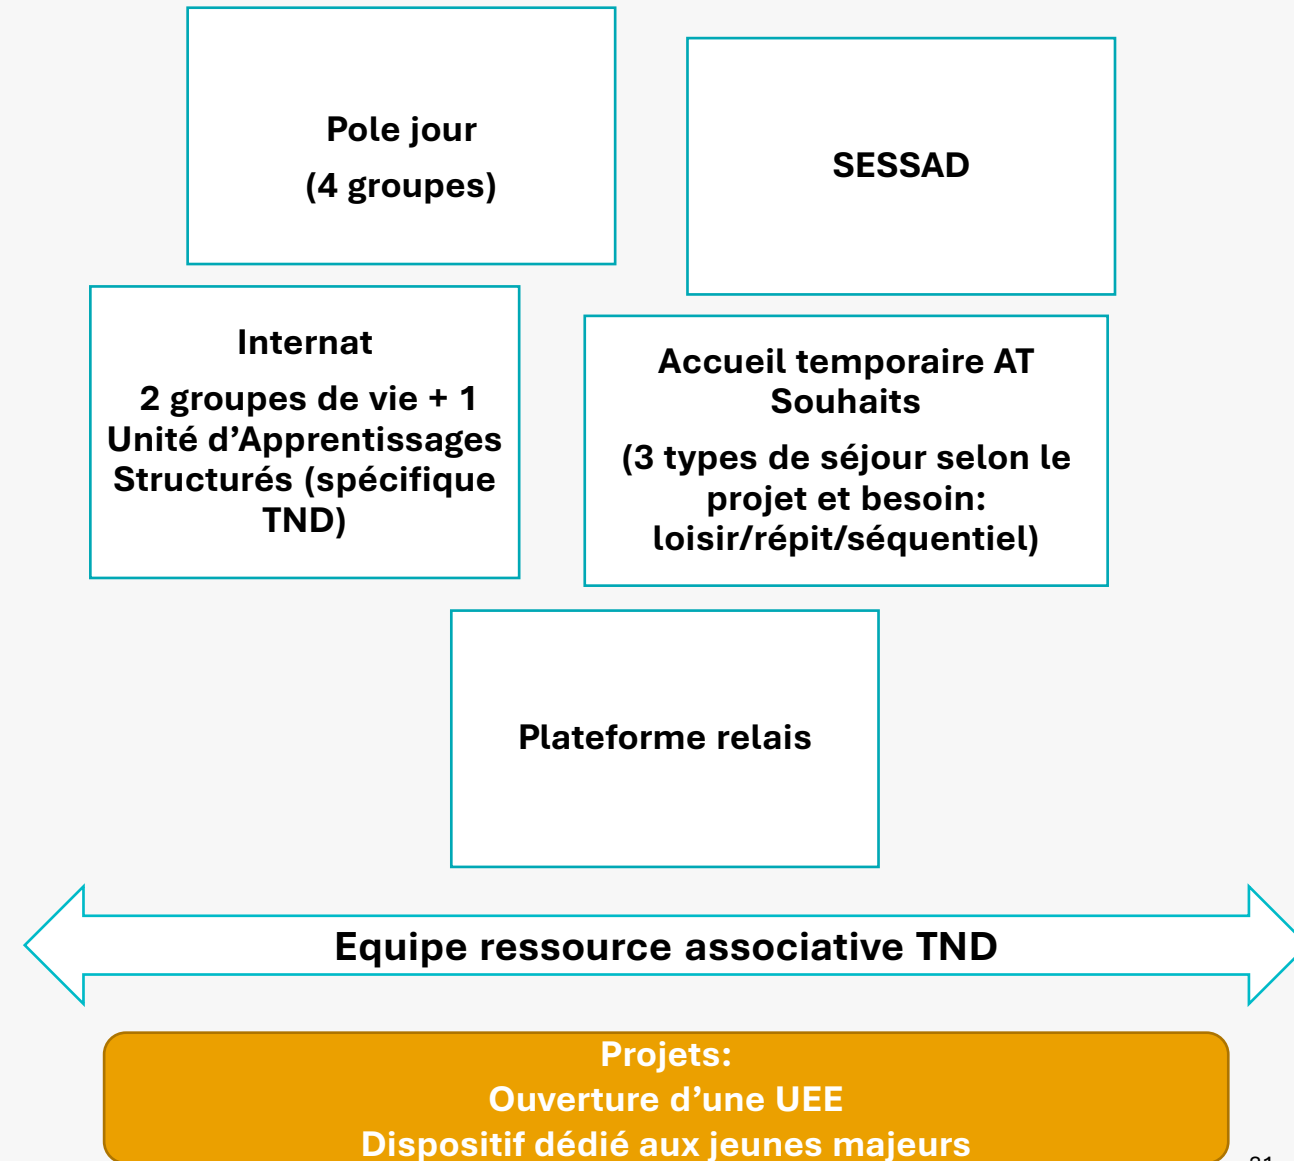 Pole jour
(4 groupes)
SESSAD
Internat
2 groupes de vie + 1
Unité d’Apprentissages
Structurés (spécifique
TND)
Accueil temporaire AT
Souhaits
(3 types de séjour selon le
projet et besoin:
loisir/répit/séquentiel)
Plateforme relais
Equipe ressource associative TND
Projets:
Ouverture d’une UEE
Dispositif dédié aux jeunes majeurs